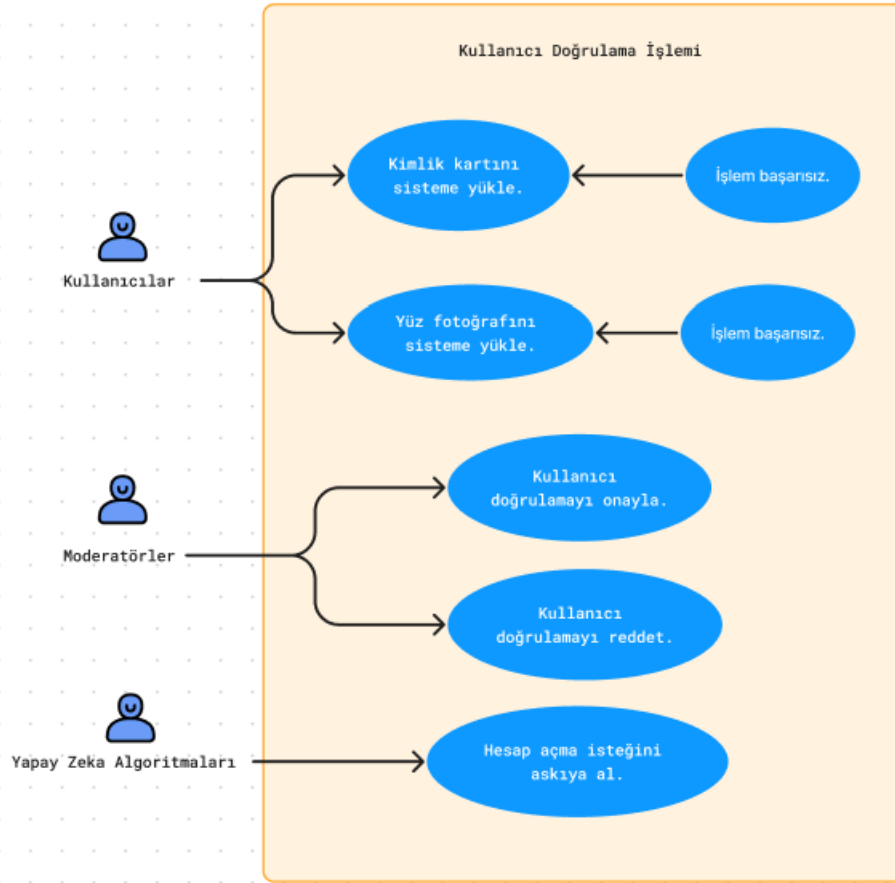 Kullanıcı Doğrulama İşlemi
Kimlik kartını
sisteme yükle.
İşlem başarısız.
Kullanıcılar
Yüz fotoğrafını
sisteme yükle.
İşlem başarısız.
Kullanıcı
doğrulamayı onayla.
Moderatörler
Kullanıcı
doğrulamayı reddet.
Yapay Zeka Algoritmaları
Hesap açma isteğini
askıya al.